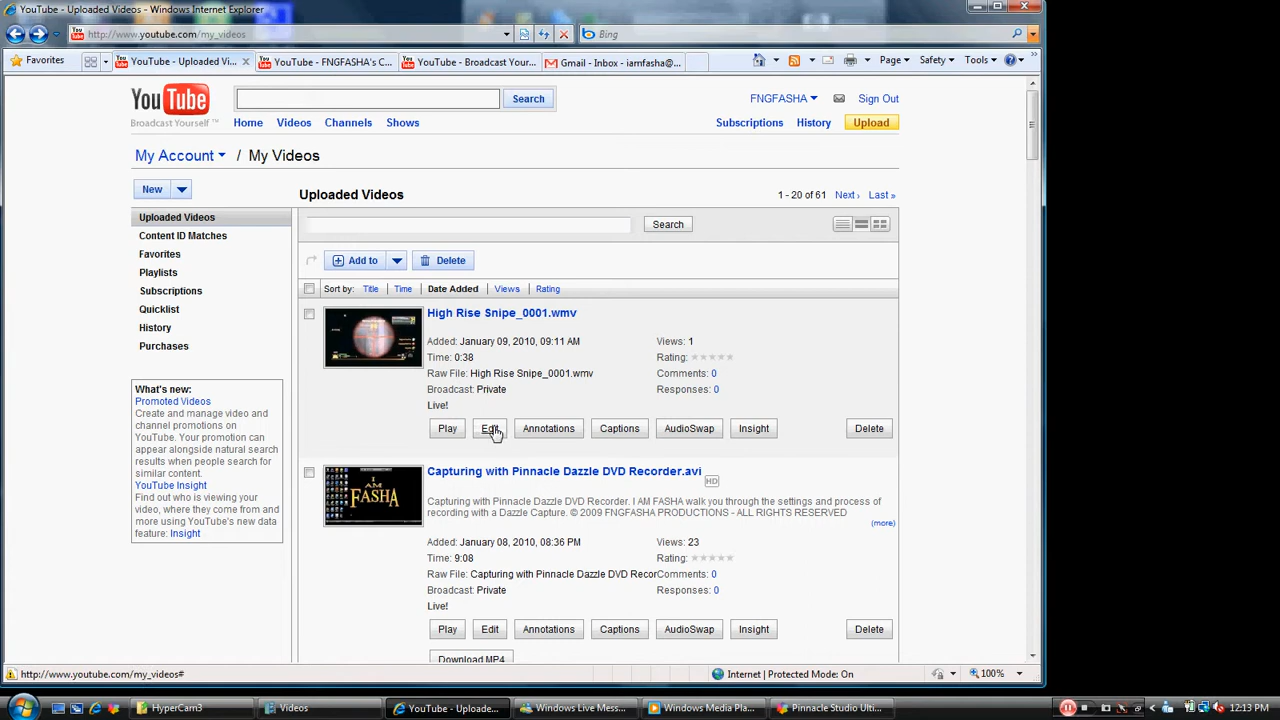 YouTube - Uploaded Videos - Windows Internet Explorer
http://www.youtube.com/my_videos
Bing
Favorites
YouTube - Uploaded Vi...
YouTube - FNGFASHA's C...
YouTube - Broadcast Your...
Gmail - Inbox - iamfasha@...
Page
Safety
Tools
YouTube
Broadcast Yourself™
Search
FNGFASHA
Sign Out
Home
Videos
Channels
Shows
Subscriptions
History
Upload
My Account / My Videos
New
Uploaded Videos
1 - 20 of 61 Next › Last »
Uploaded Videos
Content ID Matches
Favorites
Playlists
Subscriptions
Quicklist
History
Purchases
What's new:
Promoted Videos
Create and manage video and
channel promotions on
YouTube. Your promotion can
appear alongside natural search
results when people search for
similar content.
YouTube Insight
Find out who is viewing your
video, where they come from and
more using YouTube's new data
feature: Insight
Search
Add to
Delete
Sort by: Title Time Date Added Views Rating
High Rise Snipe_0001.wmv
Added: January 09, 2010, 09:11 AM
Views: 1
Time: 0:38
Rating:
Raw File: High Rise Snipe_0001.wmv
Comments: 0
Broadcast: Private
Responses: 0
Live!
Play
Edit
Annotations
Captions
AudioSwap
Insight
Delete
I AM
FASHA
Capturing with Pinnacle Dazzle DVD Recorder.avi
HD
Capturing with Pinnacle Dazzle DVD Recorder. I AM FASHA walk you through the settings and process of
recording with a Dazzle Capture. © 2009 FNGFASHA PRODUCTIONS - ALL RIGHTS RESERVED
(more)
Added: January 08, 2010, 08:36 PM
Views: 23
Time: 9:08
Rating:
Raw File: Capturing with Pinnacle Dazzle DVD Recor
Comments: 0
Broadcast: Private
Responses: 0
Live!
Play
Edit
Annotations
Captions
AudioSwap
Insight
Delete
Download MP4
http://www.youtube.com/my_videos#
Internet | Protected Mode: On
100%
HyperCam3
Videos
YouTube - Uploade...
Windows Live Mess...
Windows Media Pla...
Pinnacle Studio Ulti...
12:13 PM